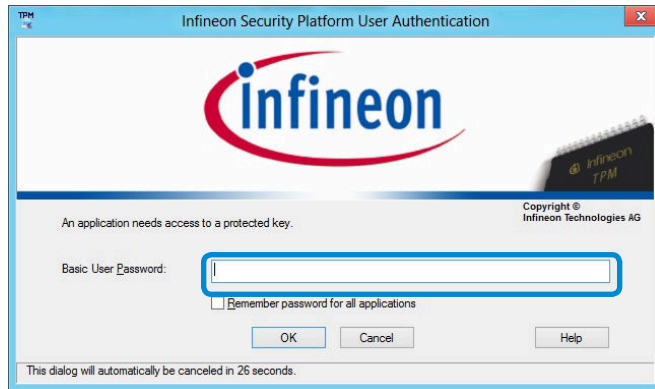 TPM
Infineon Security Platform User Authentication
X
infineon
Infineon
TPM
Copyright ©
Infineon Technologies AG
An application needs access to a protected key.
Basic User Password:
Remember password for all applications
OK Cancel Help
This dialog will automatically be canceled in 26 seconds.